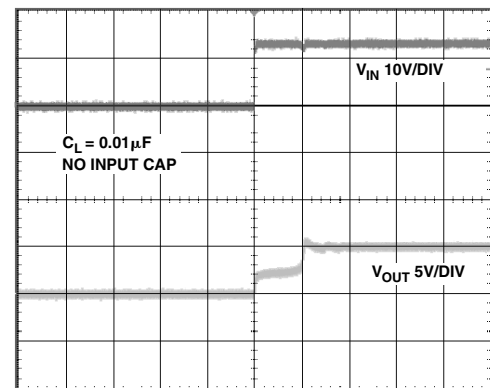 V_IN 10V/DIV
C_L = 0.01μF
NO INPUT CAP
V_OUT 5V/DIV